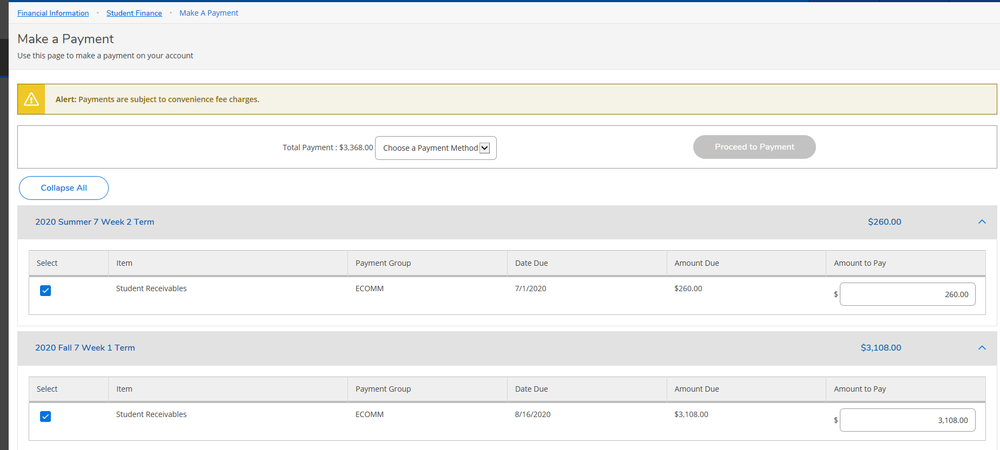 Financial Information • Student Finance • Make A Payment
Make a Payment
Use this page to make a payment on your account
Alert: Payments are subject to convenience fee charges.
Total Payment : $3,368.00 Choose a Payment Method Proceed to Payment
Collapse All
2020 Summer 7 Week 2 Term $260.00
Select Item Payment Group Date Due Amount Due Amount to Pay
Student Receivables ECOMM 7/1/2020 $260.00 $ 260.00
2020 Fall 7 Week 1 Term $3,108.00
Select Item Payment Group Date Due Amount Due Amount to Pay
Student Receivables ECOMM 8/16/2020 $3,108.00 $ 3,108.00